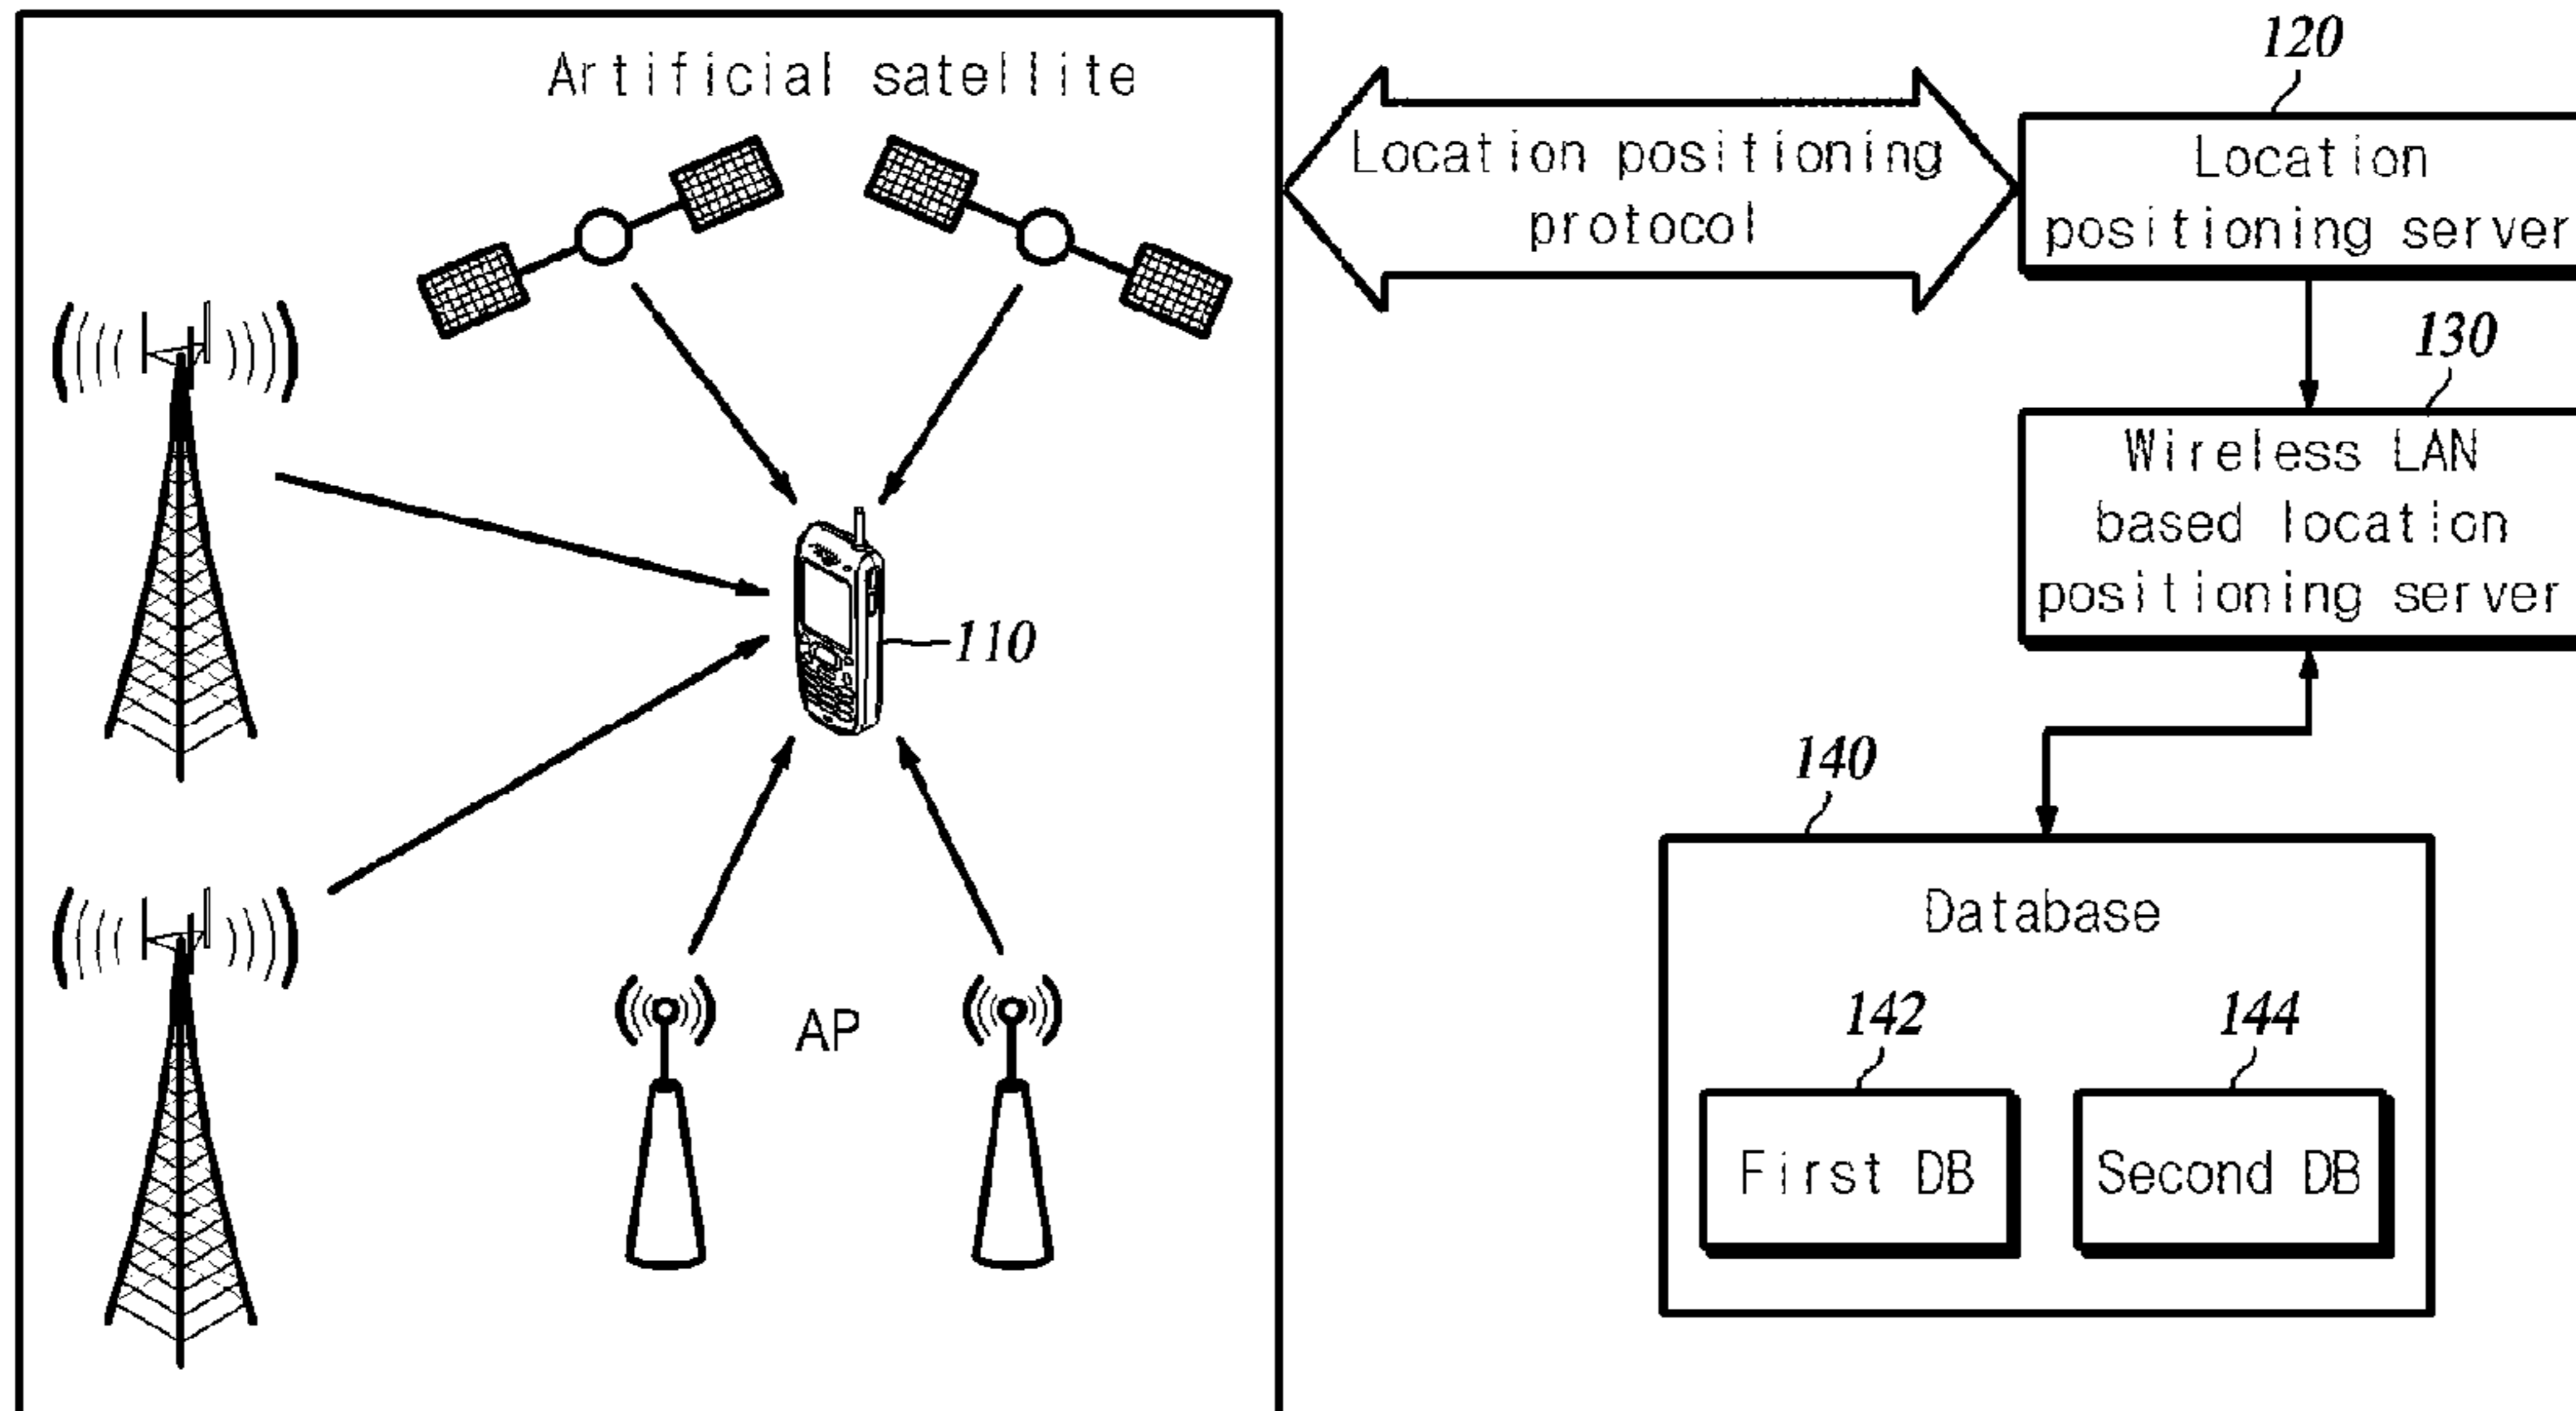 Artificial satellite
110
AP
Location positioning
protocol
120
Location
positioning server
130
Wireless LAN
based location
positioning server
140
Database
142
144
First DB
Second DB